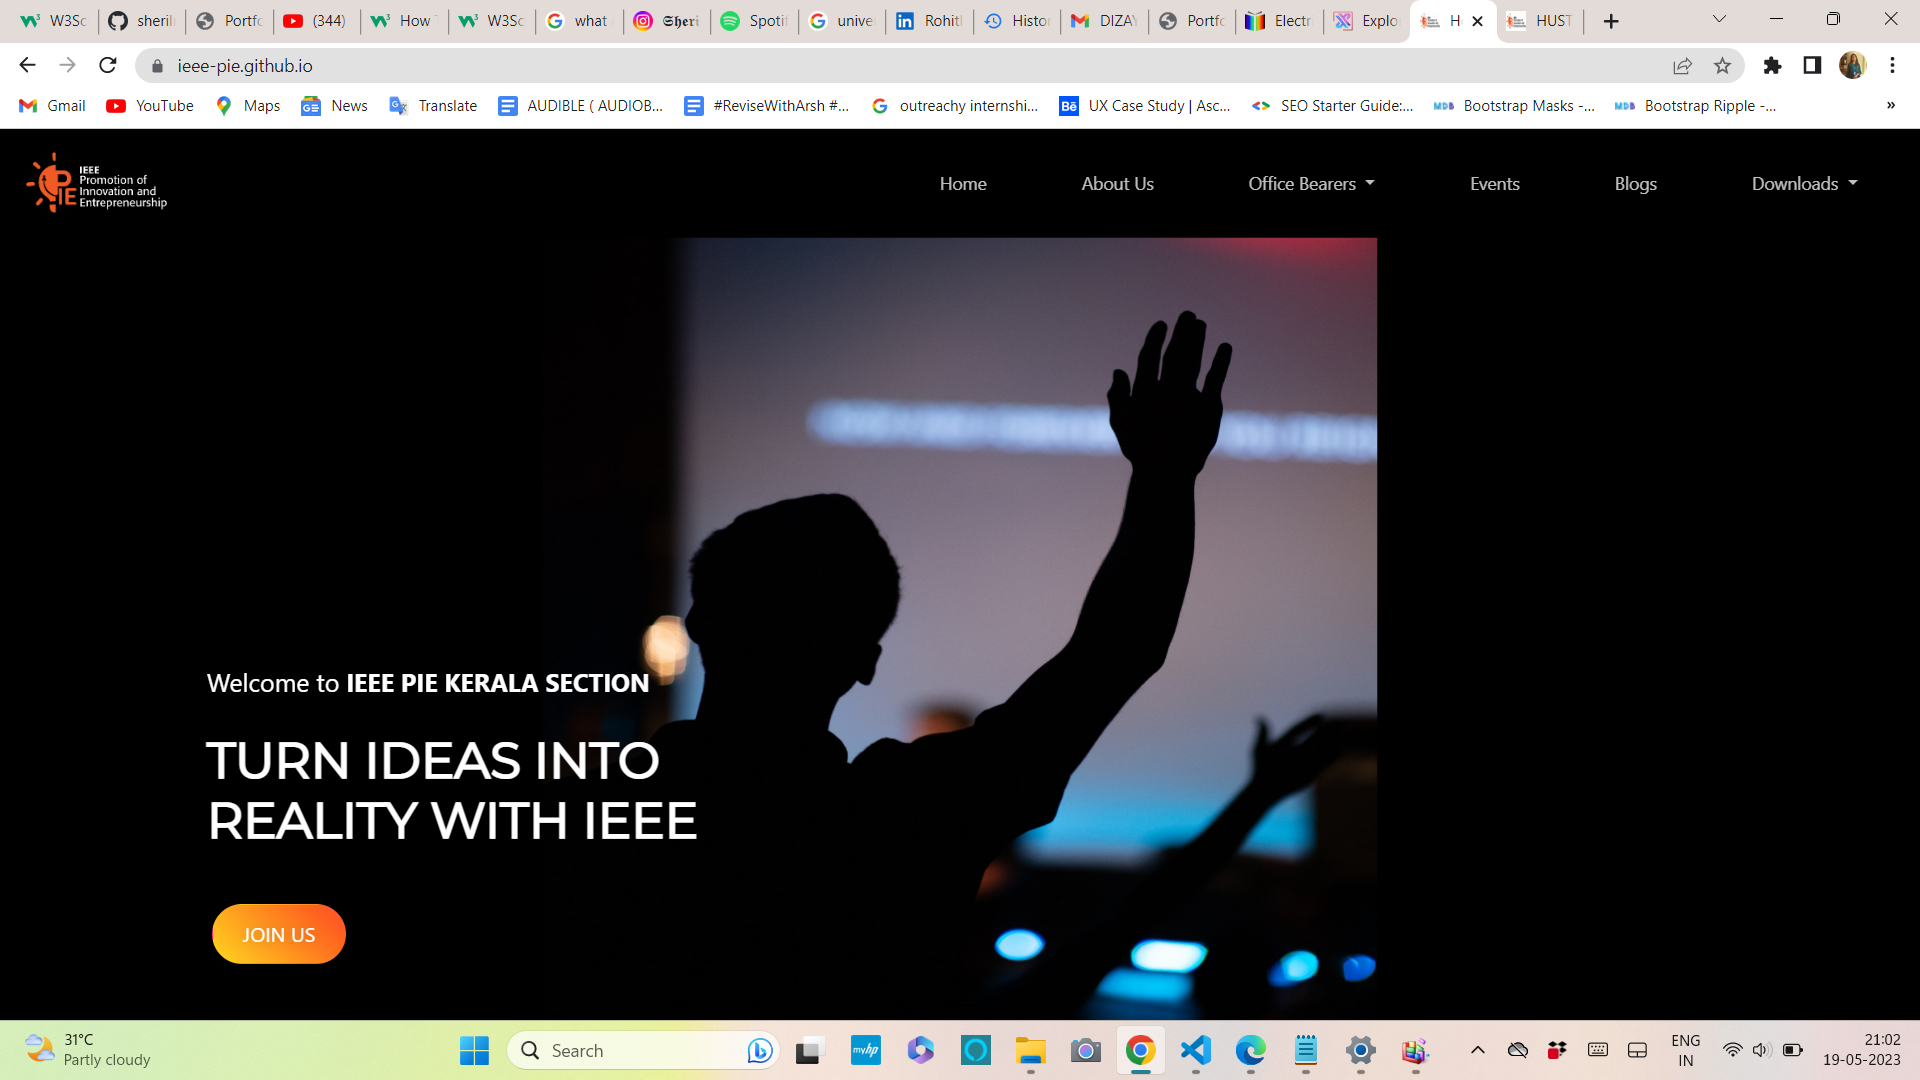 W3Sc
sheril
Portfo
(344)
How T
W3Sc
what
𝕾𝖍𝖊𝖗𝖎
Spotif
unive
Rohit
Histor
DIZAY
Portfo
Electr
Explo
H
HUST
ieee-pie.github.io
Gmail
YouTube
Maps
News
Translate
AUDIBLE ( AUDIOB...
#ReviseWithArsh #...
outreachy internshi...
UX Case Study | Asc...
SEO Starter Guide:...
Bootstrap Masks -...
Bootstrap Ripple -...
»
PIE
IEEE
Promotion of
Innovation and
Entrepreneurship
Home
About Us
Office Bearers
Events
Blogs
Downloads
Welcome to IEEE PIE KERALA SECTION
TURN IDEAS INTO
REALITY WITH IEEE
JOIN US
31°C
Partly cloudy
Search
myhp
ENG
IN
21:02
19-05-2023